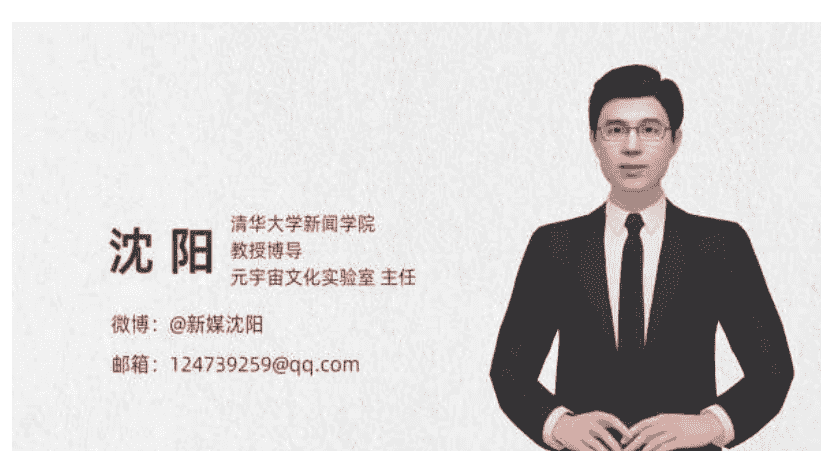 沈阳
清华大学新闻学院
教授博导
元宇宙文化实验室 主任
微博：@新媒沈阳
邮箱：124739259@qq.com